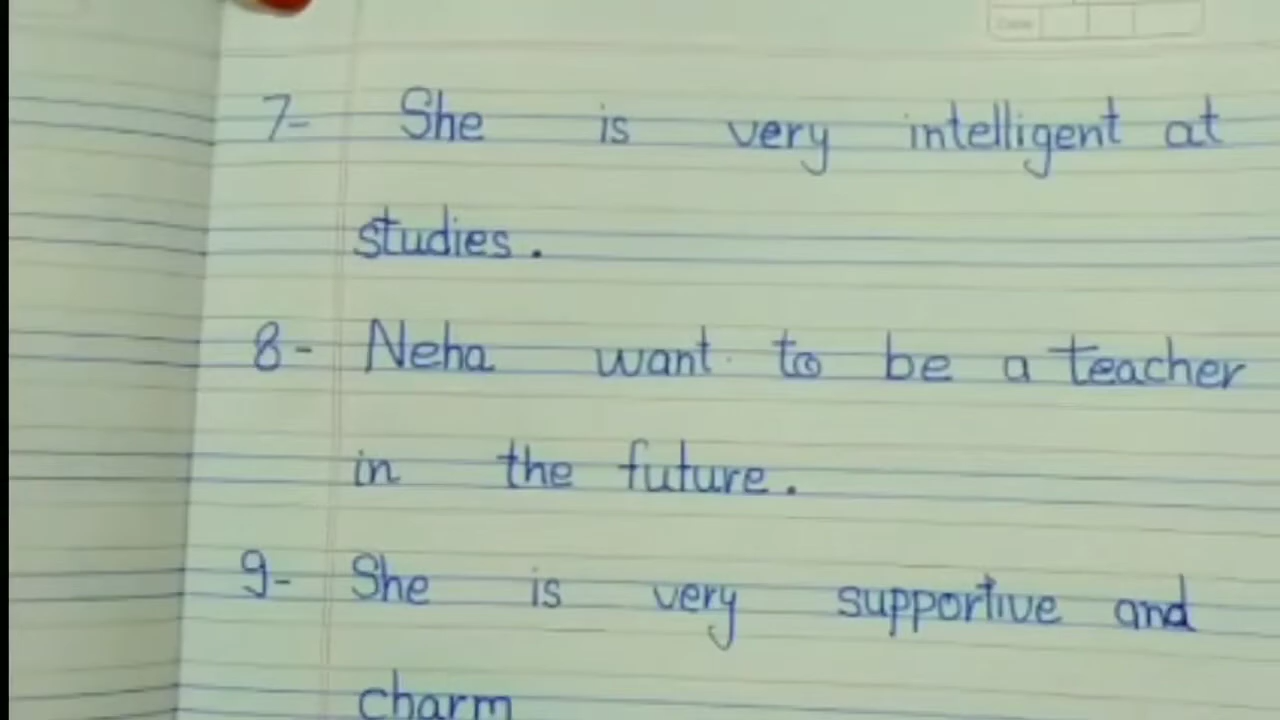 7- She is very intelligent at
studies.
8- Neha want to be a teacher
in the future.
9- She is very supportive and
charm